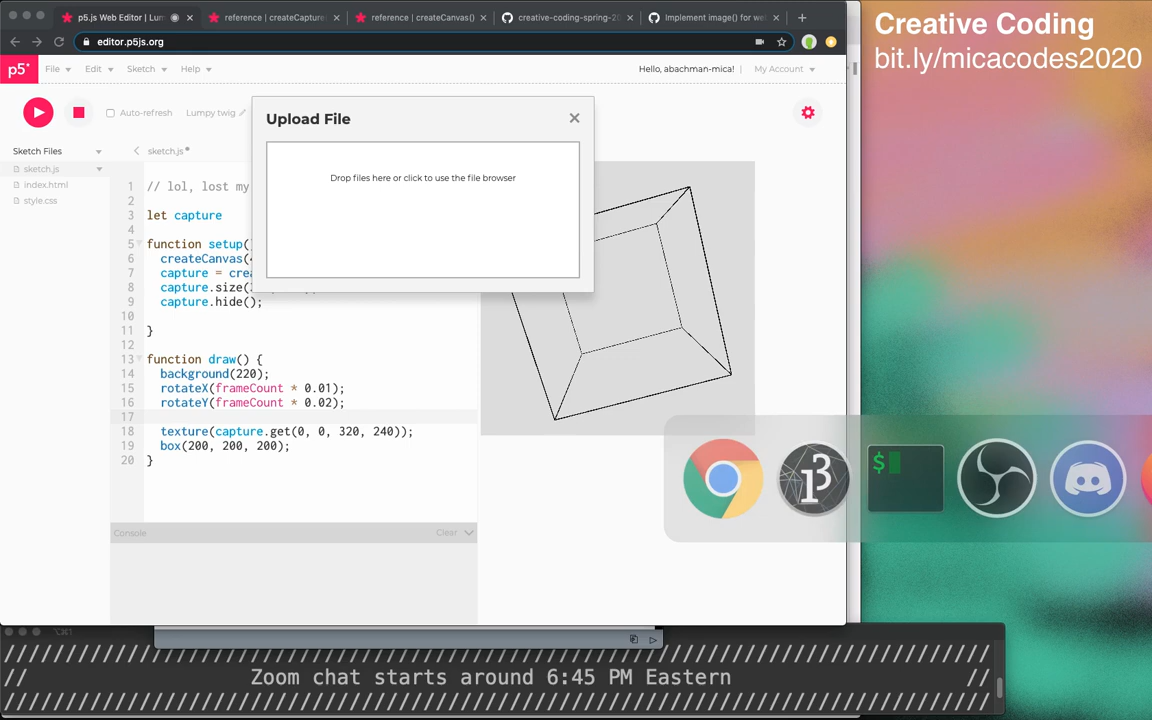 p5.js Web Editor | Lum
reference | createCapture
reference | createCanvas()
creative-coding-spring-20
Implement image() for we
editor.p5js.org
p5*
File
Edit
Sketch
Help
Hello, abachman-mica!
My Account
Auto-refresh
Lumpy twig
Sketch Files
sketch.js
index.html
style.css
sketch.js
Upload File
Drop files here or click to use the file browser
1 // lol, lost my
2
3 let capture
4
5 function setup(
6 createCanvas(
7 capture = crea
8 capture.size(
9 capture.hide();
10
11 }
12
13 function draw() {
14 background(220);
15 rotateX(frameCount * 0.01);
16 rotateY(frameCount * 0.02);
17
18 texture(capture.get(0, 0, 320, 240));
19 box(200, 200, 200);
20 }
Console
Clear
Creative Coding
bit.ly/micacodes2020
$
⌥⌘1
////////////////////////////////////////////////////////////////////////
// Zoom chat starts around 6:45 PM Eastern //
////////////////////////////////////////////////////////////////////////